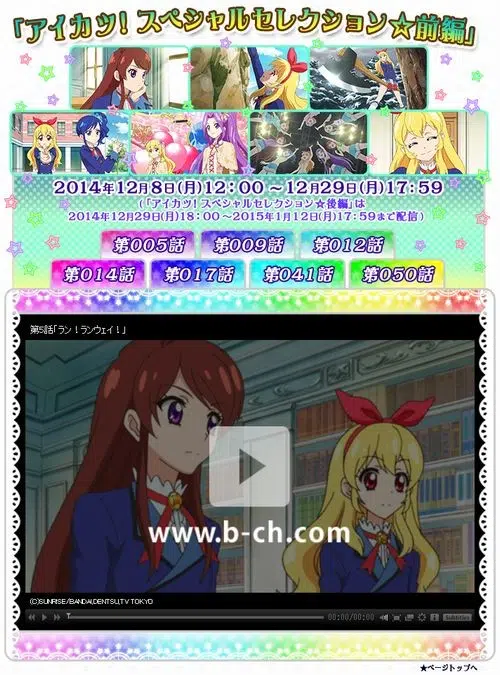 「アイカツ！スペシャルセレクション☆前編」
2014年12月8日(月)12：00 ～12月29日(月)17：59
(「アイカツ！スペシャルセレクション☆後編」は
2014年12月29日(月)18：00 ～2015年1月12日(月)17：59まで配信)
第005話 第009話 第012話
第014話 第017話 第041話 第050話
第5話「ラン！ランウェイ！」
www.b-ch.com
(C)SUNRISE/BANDAI,DENTSU,TV TOKYO
00:00/00:00 Subtitles
★ページトップへ